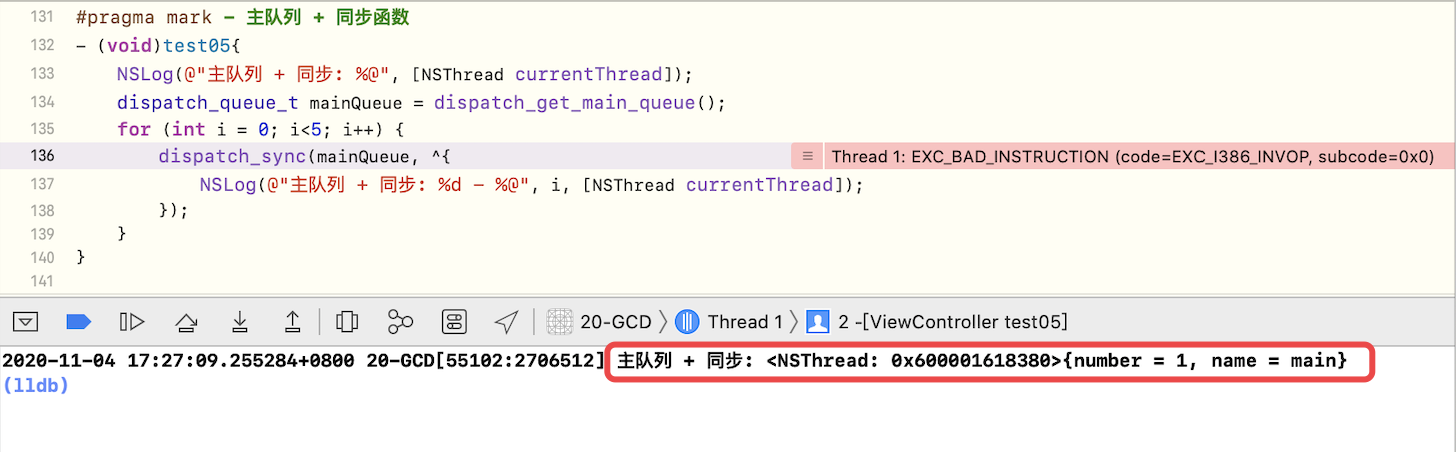 131 #pragma mark - 主队列 + 同步函数
132 - (void)test05{
133 NSLog(@"主队列 + 同步: %@", [NSThread currentThread]);
134 dispatch_queue_t mainQueue = dispatch_get_main_queue();
135 for (int i = 0; i<5; i++) {
136 dispatch_sync(mainQueue, ^{ Thread 1: EXC_BAD_INSTRUCTION (code=EXC_I386_INVOP, subcode=0x0)
137 NSLog(@"主队列 + 同步: %d - %@", i, [NSThread currentThread]);
138 });
139 }
140 }
141
20-GCD 〉 Thread 1 〉 2 -[ViewController test05]
2020-11-04 17:27:09.255284+0800 20-GCD[55102:2706512] 主队列 + 同步: <NSThread: 0x600001618380>{number = 1, name = main}
(lldb)